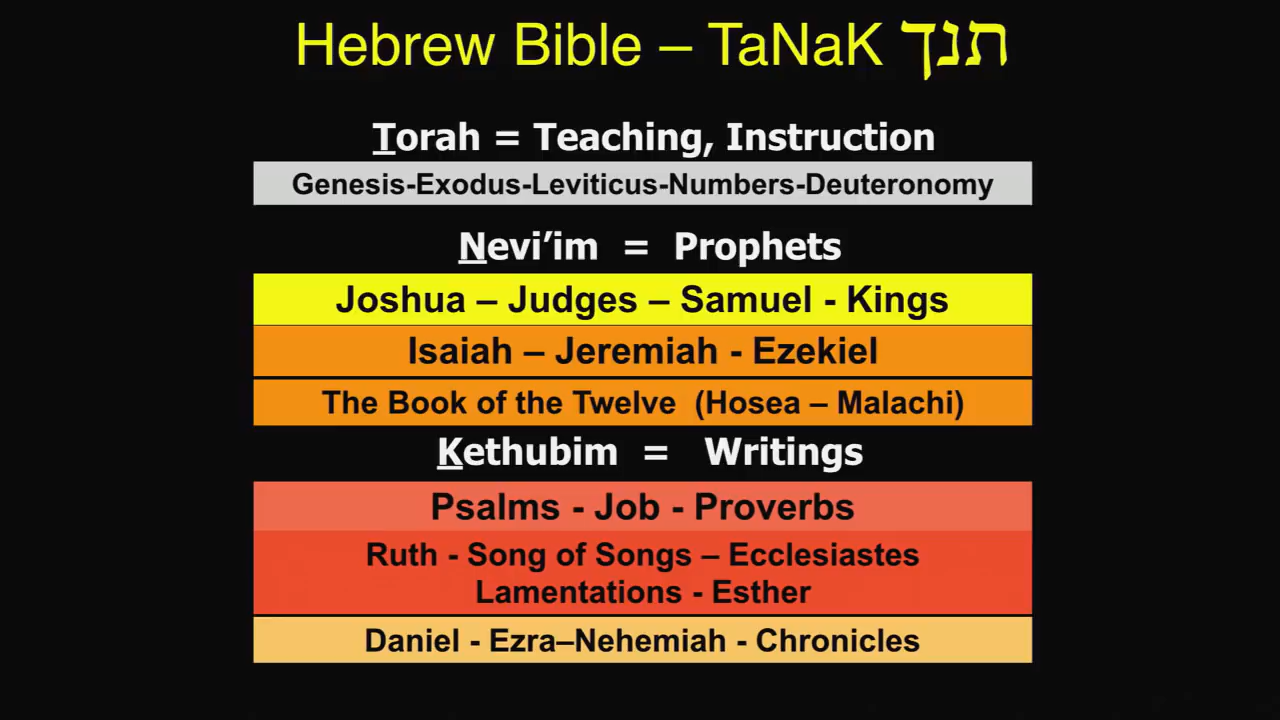 Hebrew Bible – TaNaK תנך
Torah = Teaching, Instruction
Genesis-Exodus-Leviticus-Numbers-Deuteronomy
Nevi’im = Prophets
Joshua – Judges – Samuel - Kings
Isaiah – Jeremiah - Ezekiel
The Book of the Twelve (Hosea – Malachi)
Kethubim = Writings
Psalms - Job - Proverbs
Ruth - Song of Songs – Ecclesiastes
Lamentations - Esther
Daniel - Ezra–Nehemiah - Chronicles